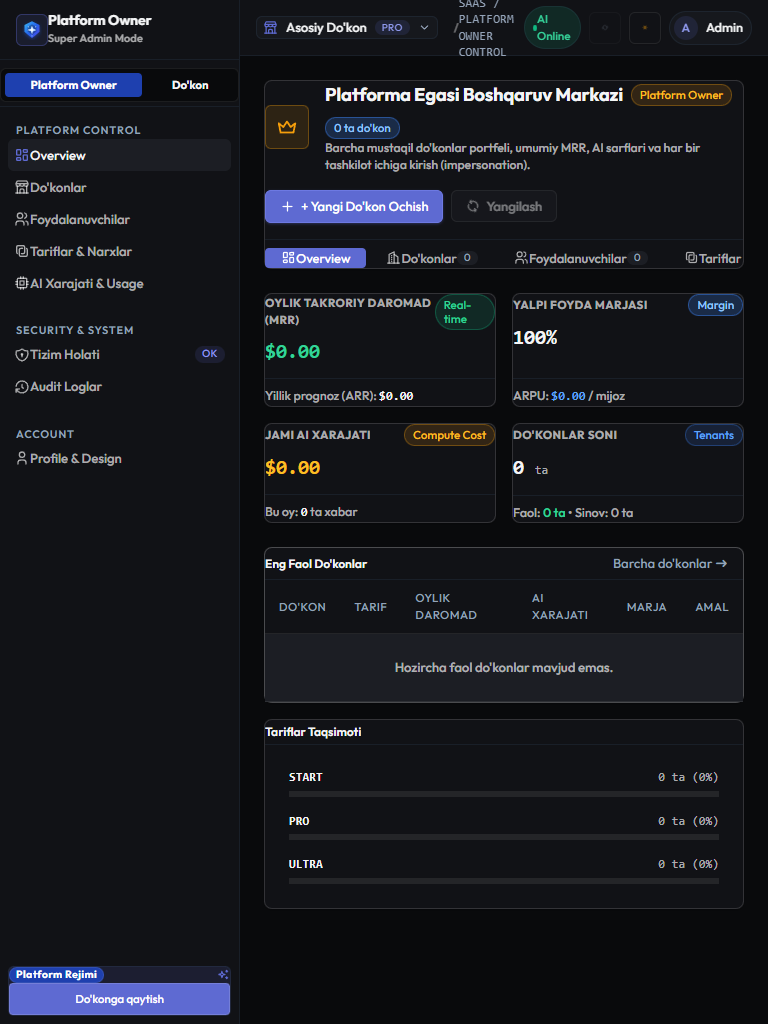 Platform Owner
Super Admin Mode
Platform Owner
Do'kon
PLATFORM CONTROL
Overview
Do'konlar
Foydalanuvchilar
Tariflar & Narxlar
AI Xarajati & Usage
SECURITY & SYSTEM
Tizim Holati OK
Audit Loglar
ACCOUNT
Profile & Design
Platform Rejimi
Do'konga qaytish
Asosiy Do'kon PRO
/
SAAS /
PLATFORM
OWNER
CONTROL
AI
Online
A Admin
Platforma Egasi Boshqaruv Markazi Platform Owner
0 ta do'kon
Barcha mustaqil do'konlar portfeli, umumiy MRR, AI sarflari va har bir
tashkilot ichiga kirish (impersonation).
+ + Yangi Do'kon Ochish
Yangilash
Overview Do'konlar 0 Foydalanuvchilar 0 Tariflar
OYLIK TAKRORIY DAROMAD
(MRR)
Real-
time
$0.00
Yillik prognoz (ARR): $0.00
YALPI FOYDA MARJASI Margin
100%
ARPU: $0.00 / mijoz
JAMI AI XARAJATI Compute Cost
$0.00
Bu oy: 0 ta xabar
DO'KONLAR SONI Tenants
0 ta
Faol: 0 ta • Sinov: 0 ta
Eng Faol Do'konlar Barcha do'konlar →
DO'KON TARIF OYLIK
DAROMAD AI
XARAJATI MARJA AMAL
Hozircha faol do'konlar mavjud emas.
Tariflar Taqsimoti
START 0 ta (0%)
PRO 0 ta (0%)
ULTRA 0 ta (0%)